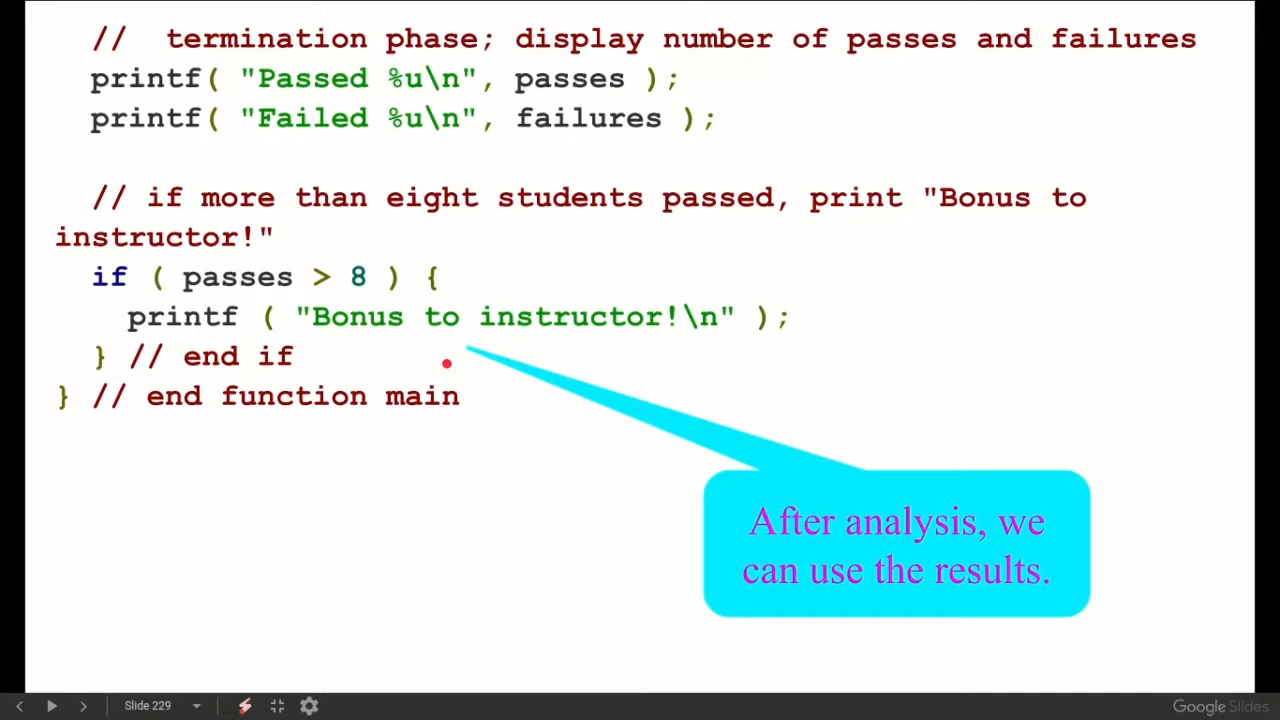 //  termination phase; display number of passes and failures
printf( "Passed %u\n", passes );
printf( "Failed %u\n", failures );
// if more than eight students passed, print "Bonus to
instructor!"
if ( passes > 8 ) {
printf ( "Bonus to instructor!\n" );
} // end if
} // end function main
After analysis, we
can use the results.
Slide 229
Google Slides